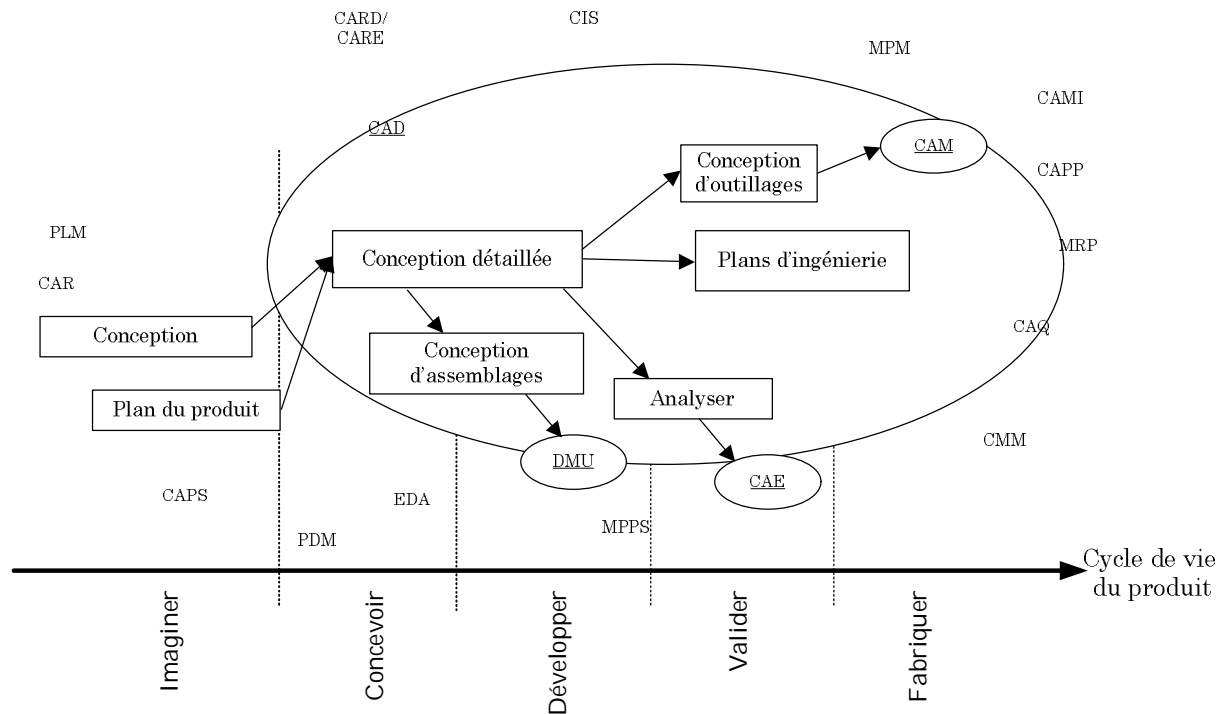 CARD/
CARE
CIS
MPM
CAMI
CAD
CAM
Conception
d'outillages
CAPP
PLM
MRP
Conception détaillée
Plans d'ingénierie
CAR
Conception
CAQ
Conception
d'assemblages
Analyser
Plan du produit
CMM
DMU
CAE
CAPS
EDA
MPPS
PDM
Cycle de vie
du produit
Imaginer
Concevoir
Développer
Valider
Fabriquer